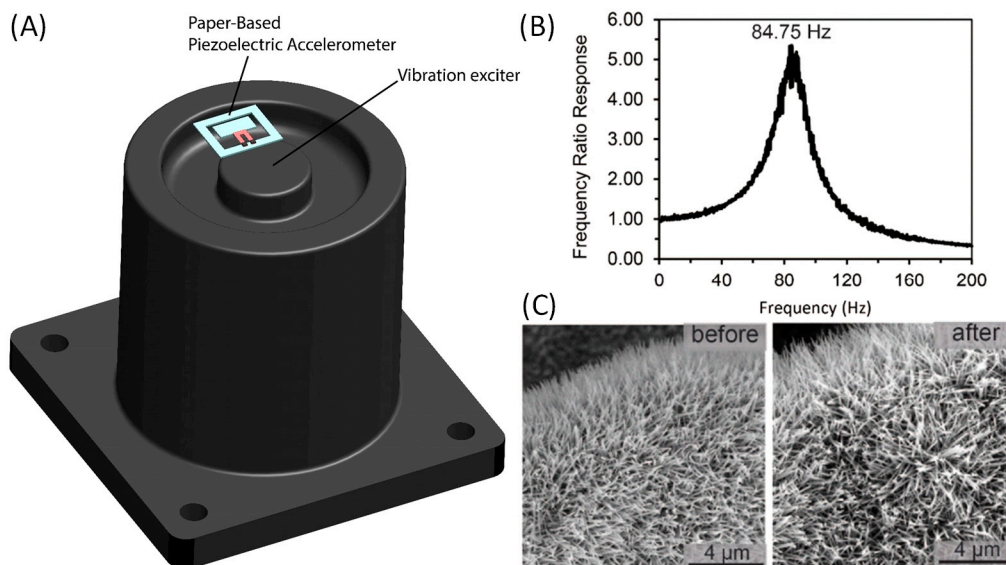 (A)
Paper-Based
Piezoelectric Accelerometer
Vibration exciter
(B)
84.75 Hz
Frequency Ratio Response
6.00
5.00
4.00
3.00
2.00
1.00
0.00
0 40 80 120 160 200
Frequency (Hz)
(C)
before
4 µm
after
4 µm